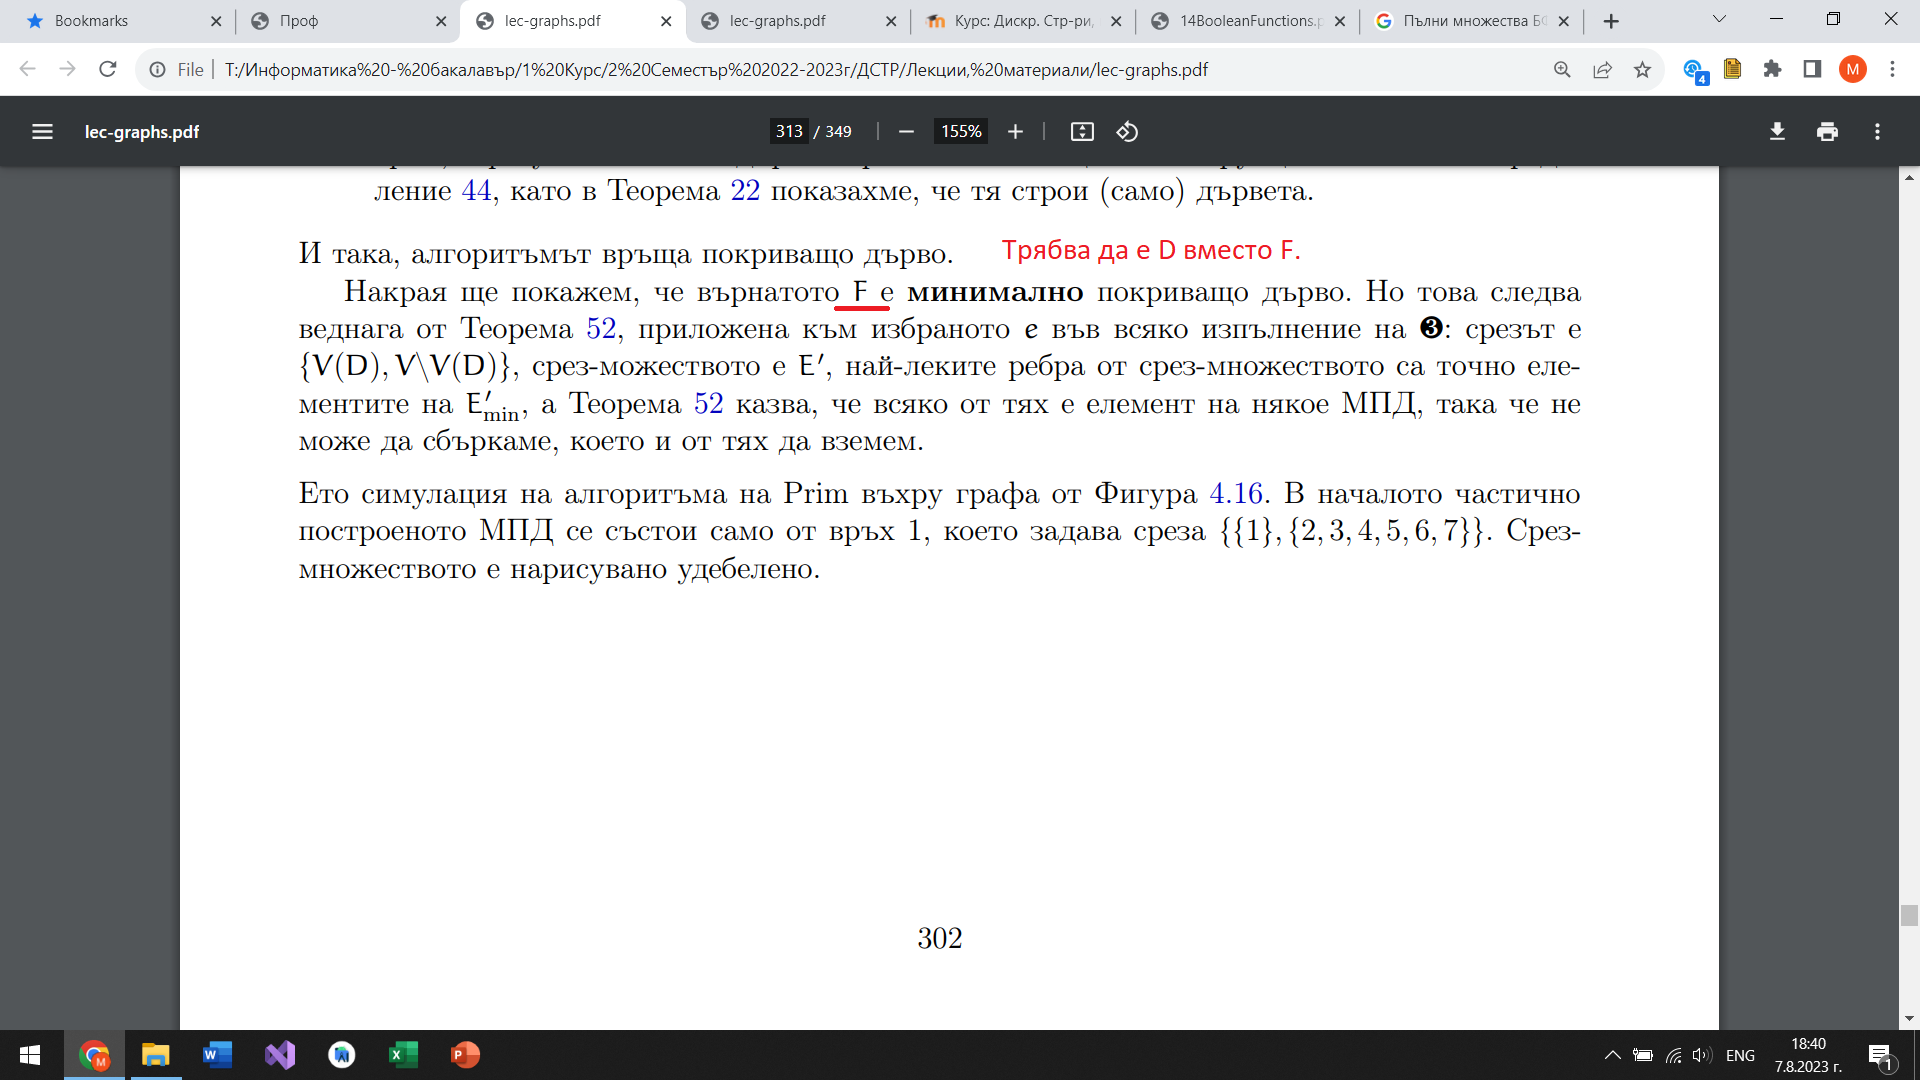 Bookmarks
Проф
lec-graphs.pdf
lec-graphs.pdf
Курс: Дискр. Стр-ри,
14BooleanFunctions.p
Пълни множества БФ
File
T:/Информатика%20-%20бакалавър/1%20Курс/2%20Семестър%202022-2023г/ДСТР/Лекции,%20материали/lec-graphs.pdf
4
M
lec-graphs.pdf
313 / 349
155%
ление 44, като в Теорема 22 показахме, че тя строи (само) дървета.
И така, алгоритъмът връща покриващо дърво.
Трябва да е D вместо F.
Накрая ще покажем, че върнатото F е минимално покриващо дърво. Но това следва
веднага от Теорема 52, приложена към избраното e във всяко изпълнение на ❸: срезът е
{V(D), V\V(D)}, срез-можеството е E′, най-леките ребра от срез-множеството са точно еле-
ментите на E′min, а Теорема 52 казва, че всяко от тях е елемент на някое МПД, така че не
може да сбъркаме, което и от тях да вземем.
Ето симулация на алгоритъма на Prim въхру графа от Фигура 4.16. В началото частично
построеното МПД се състои само от връх 1, което задава среза {{1}, {2, 3, 4, 5, 6, 7}}. Срез-
множеството е нарисувано удебелено.
302
ENG
18:40
7.8.2023 г.
1